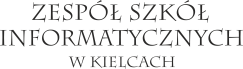 ZESPÓŁ SZKÓŁ
INFORMATYCZNYCH
W KIELCACH